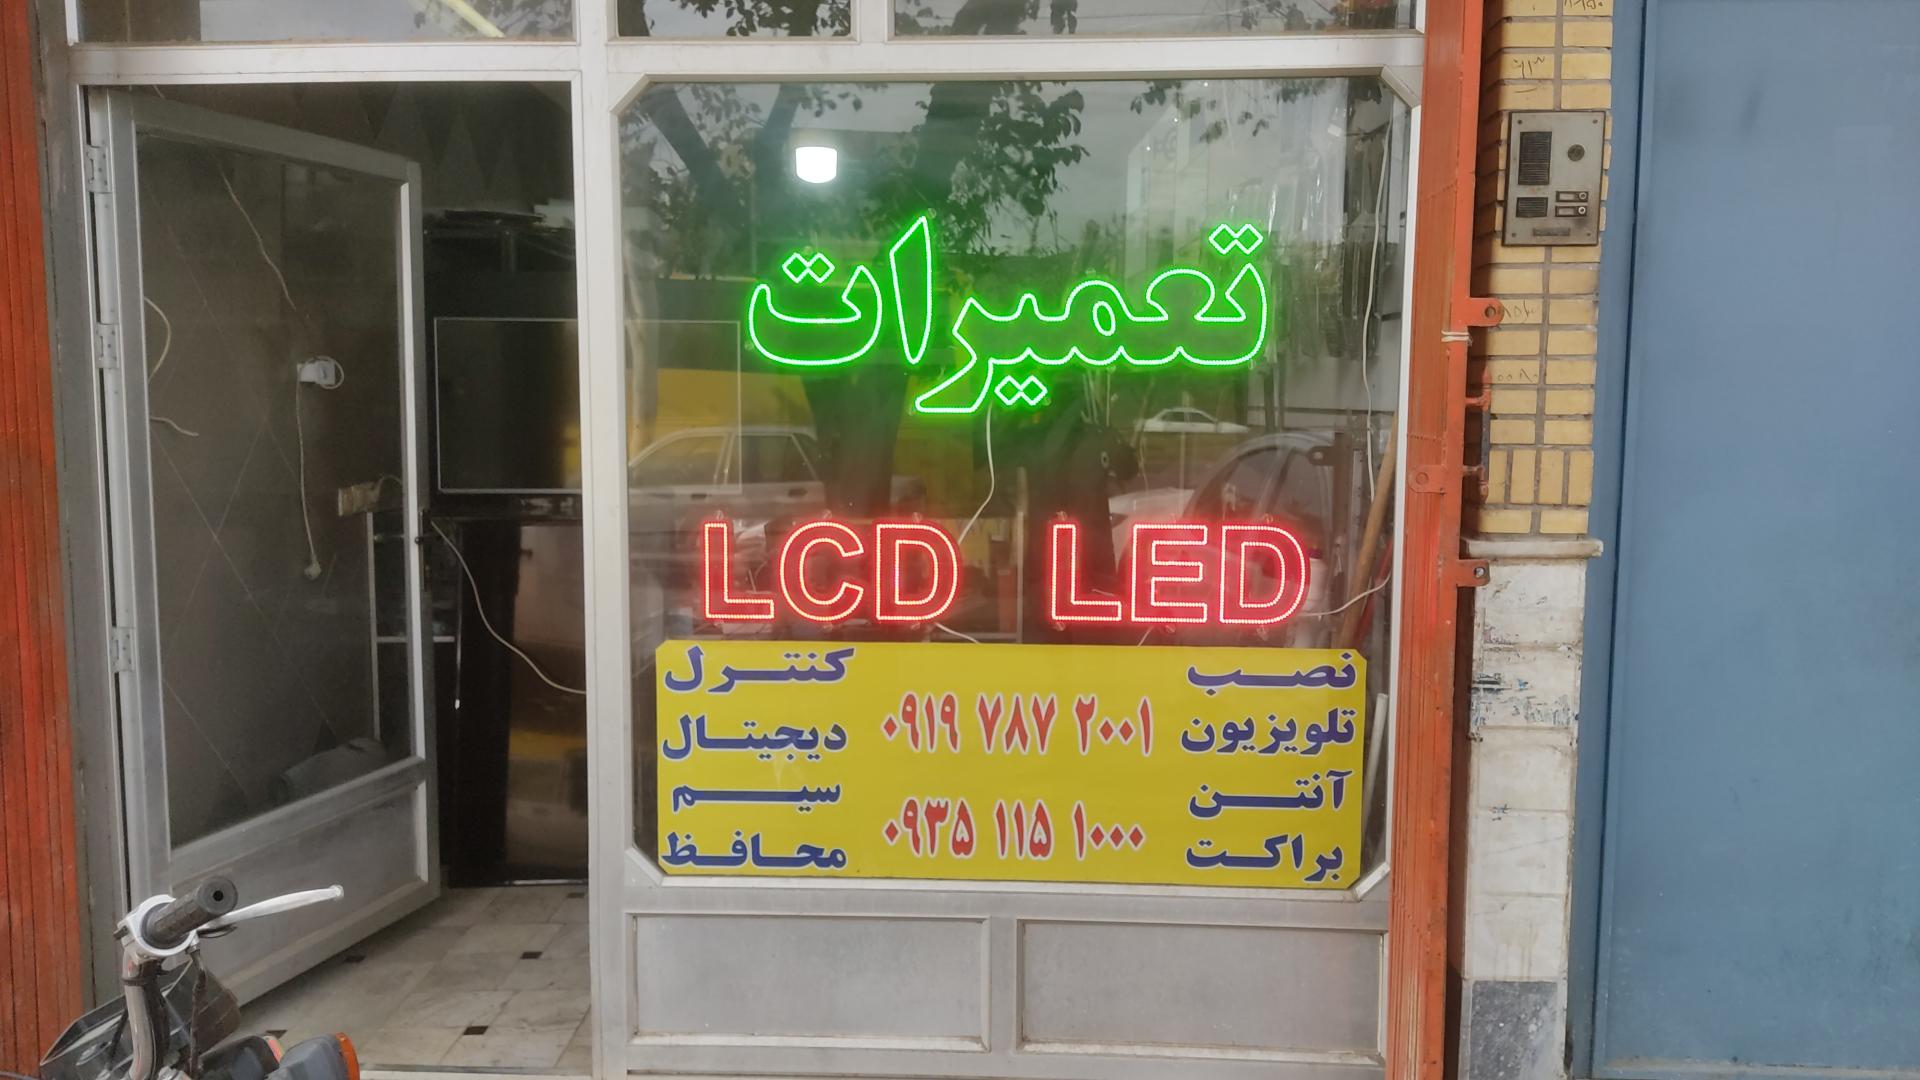 تعمیرات
LCD LED
نصب
تلویزیون
آنتن
براکت
۰۹۱۹ ۷۸۷ ۲۰۰۱
۰۹۳۵ ۱۱۵ ۱۰۰۰
کنترل
دیجیتال
سیم
محافظ